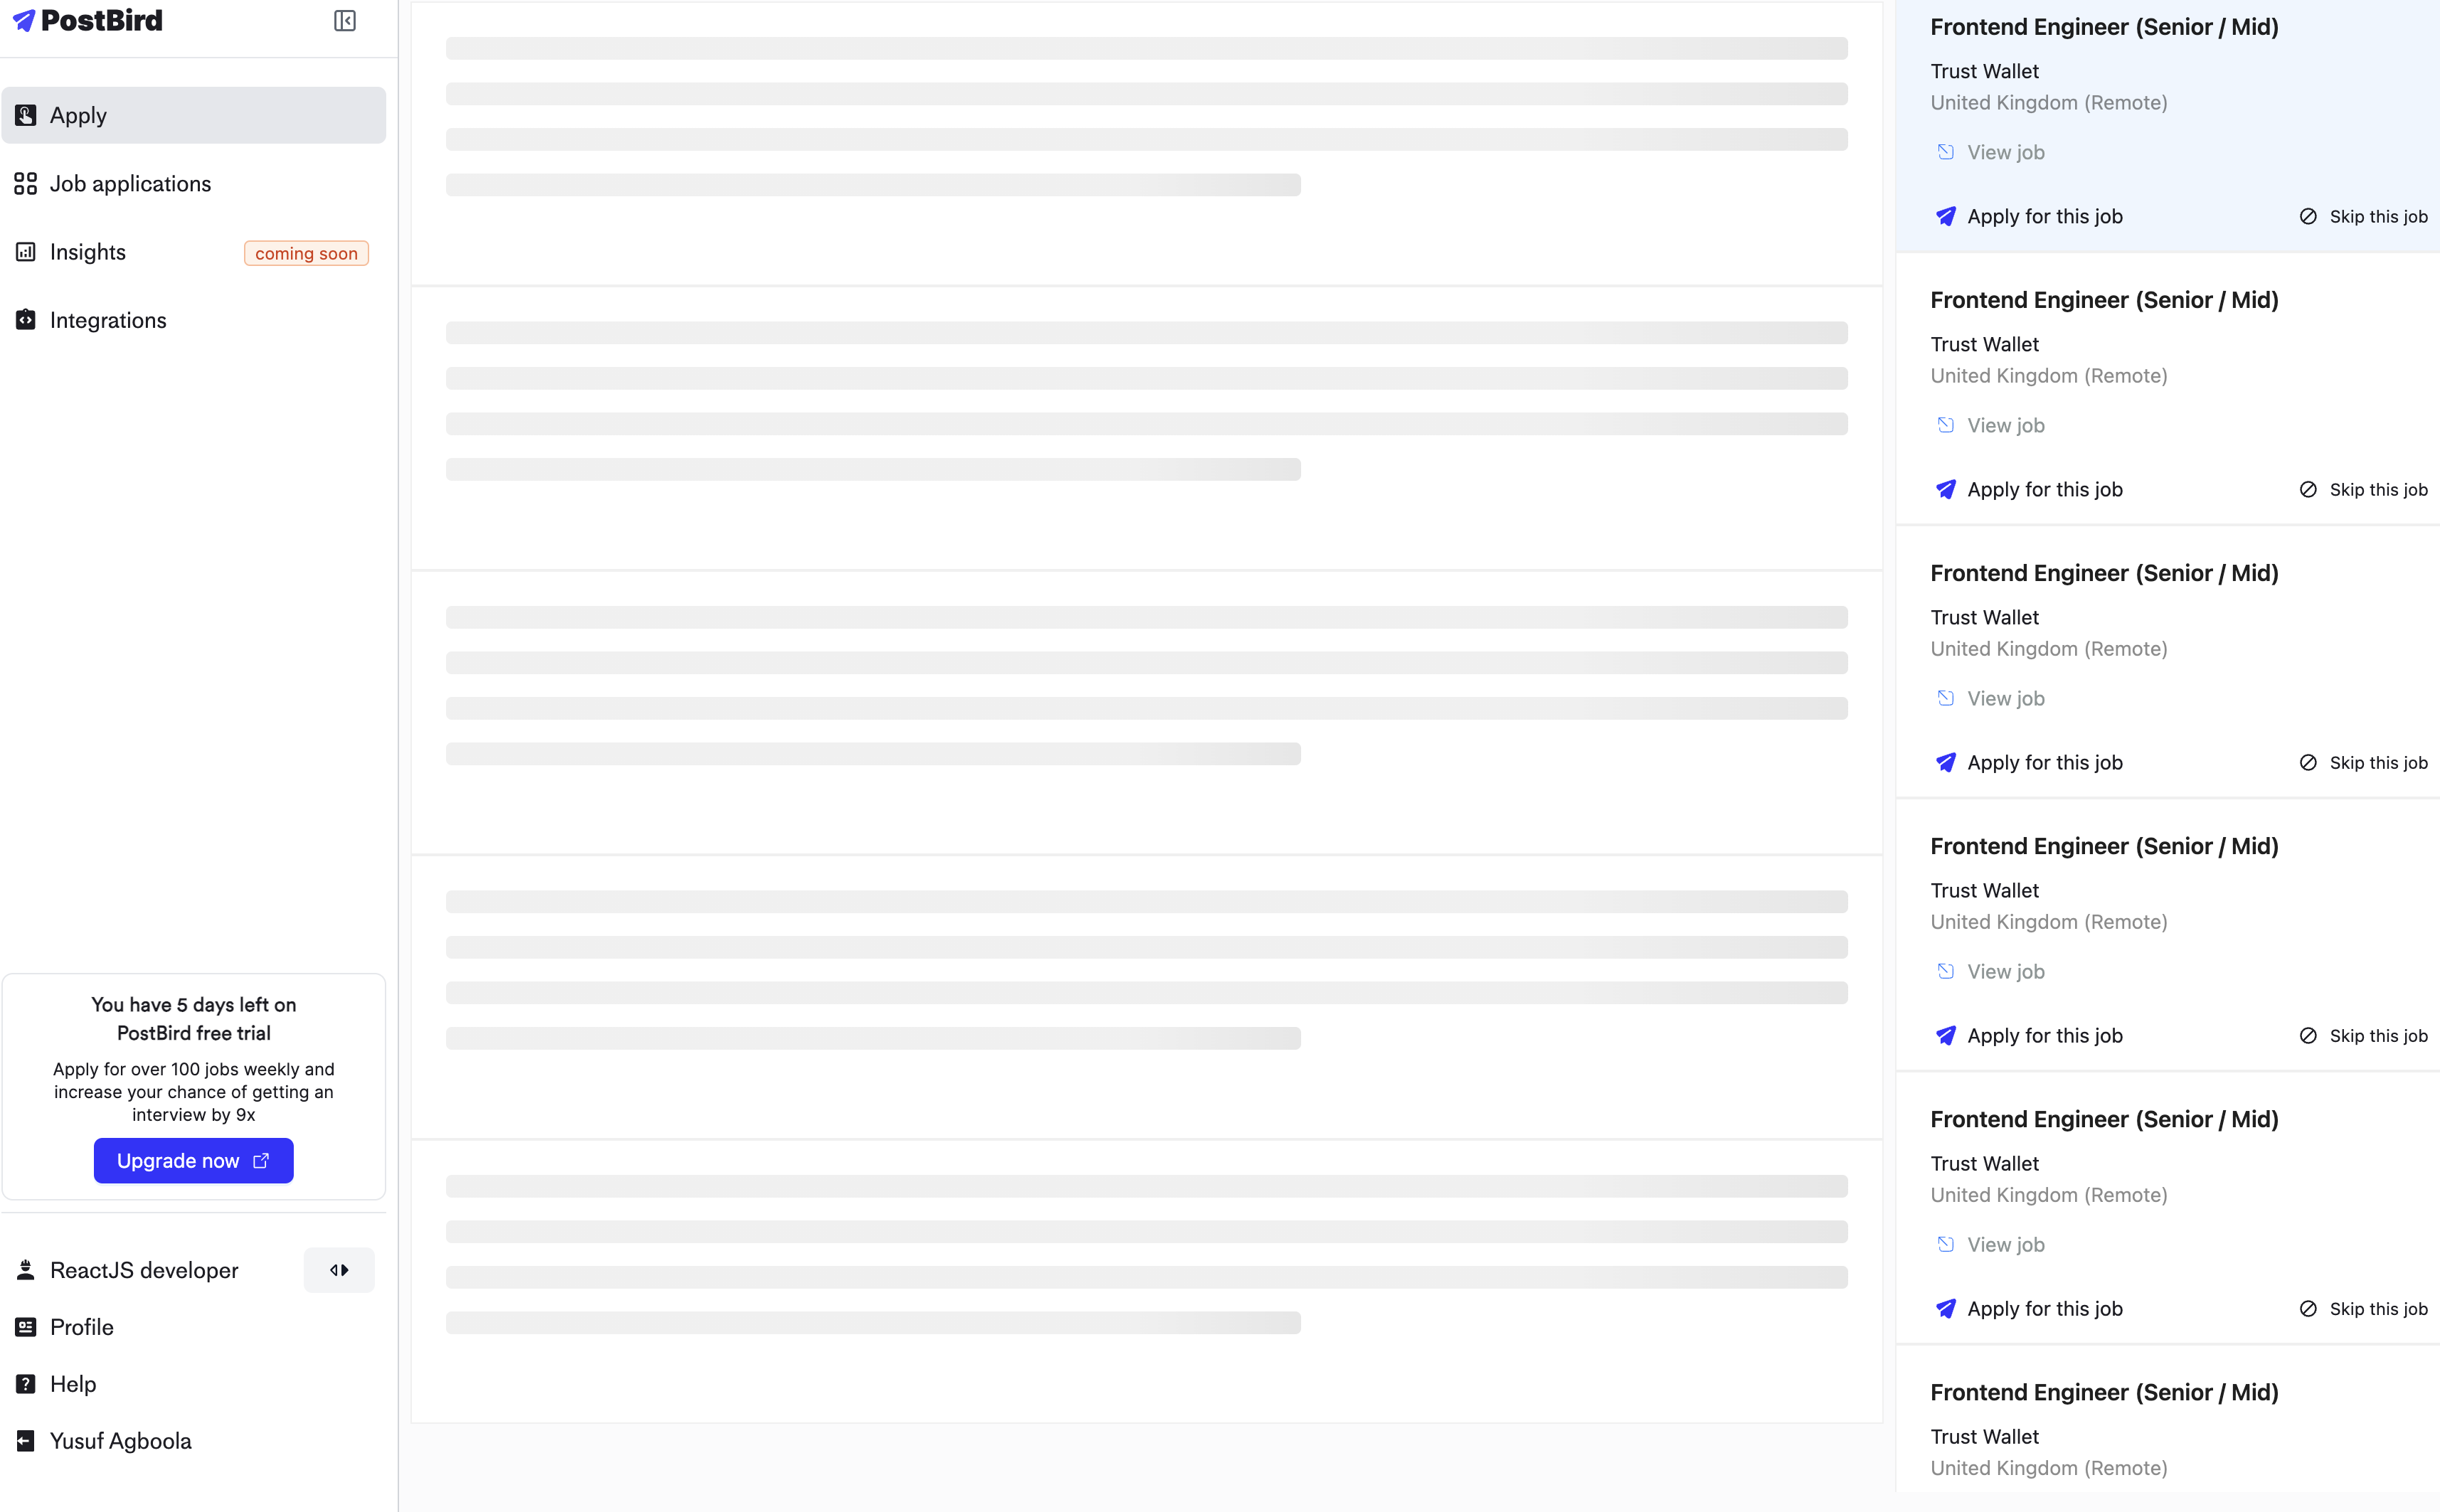 PostBird
Apply
Job applications
Insights
coming soon
Integrations
You have 5 days left on
PostBird free trial
Apply for over 100 jobs weekly and
increase your chance of getting an
interview by 9x
Upgrade now
ReactJS developer
Profile
Help
Yusuf Agboola
Frontend Engineer (Senior / Mid)
Trust Wallet
United Kingdom (Remote)
View job
Apply for this job
Skip this job
Frontend Engineer (Senior / Mid)
Trust Wallet
United Kingdom (Remote)
View job
Apply for this job
Skip this job
Frontend Engineer (Senior / Mid)
Trust Wallet
United Kingdom (Remote)
View job
Apply for this job
Skip this job
Frontend Engineer (Senior / Mid)
Trust Wallet
United Kingdom (Remote)
View job
Apply for this job
Skip this job
Frontend Engineer (Senior / Mid)
Trust Wallet
United Kingdom (Remote)
View job
Apply for this job
Skip this job
Frontend Engineer (Senior / Mid)
Trust Wallet
United Kingdom (Remote)